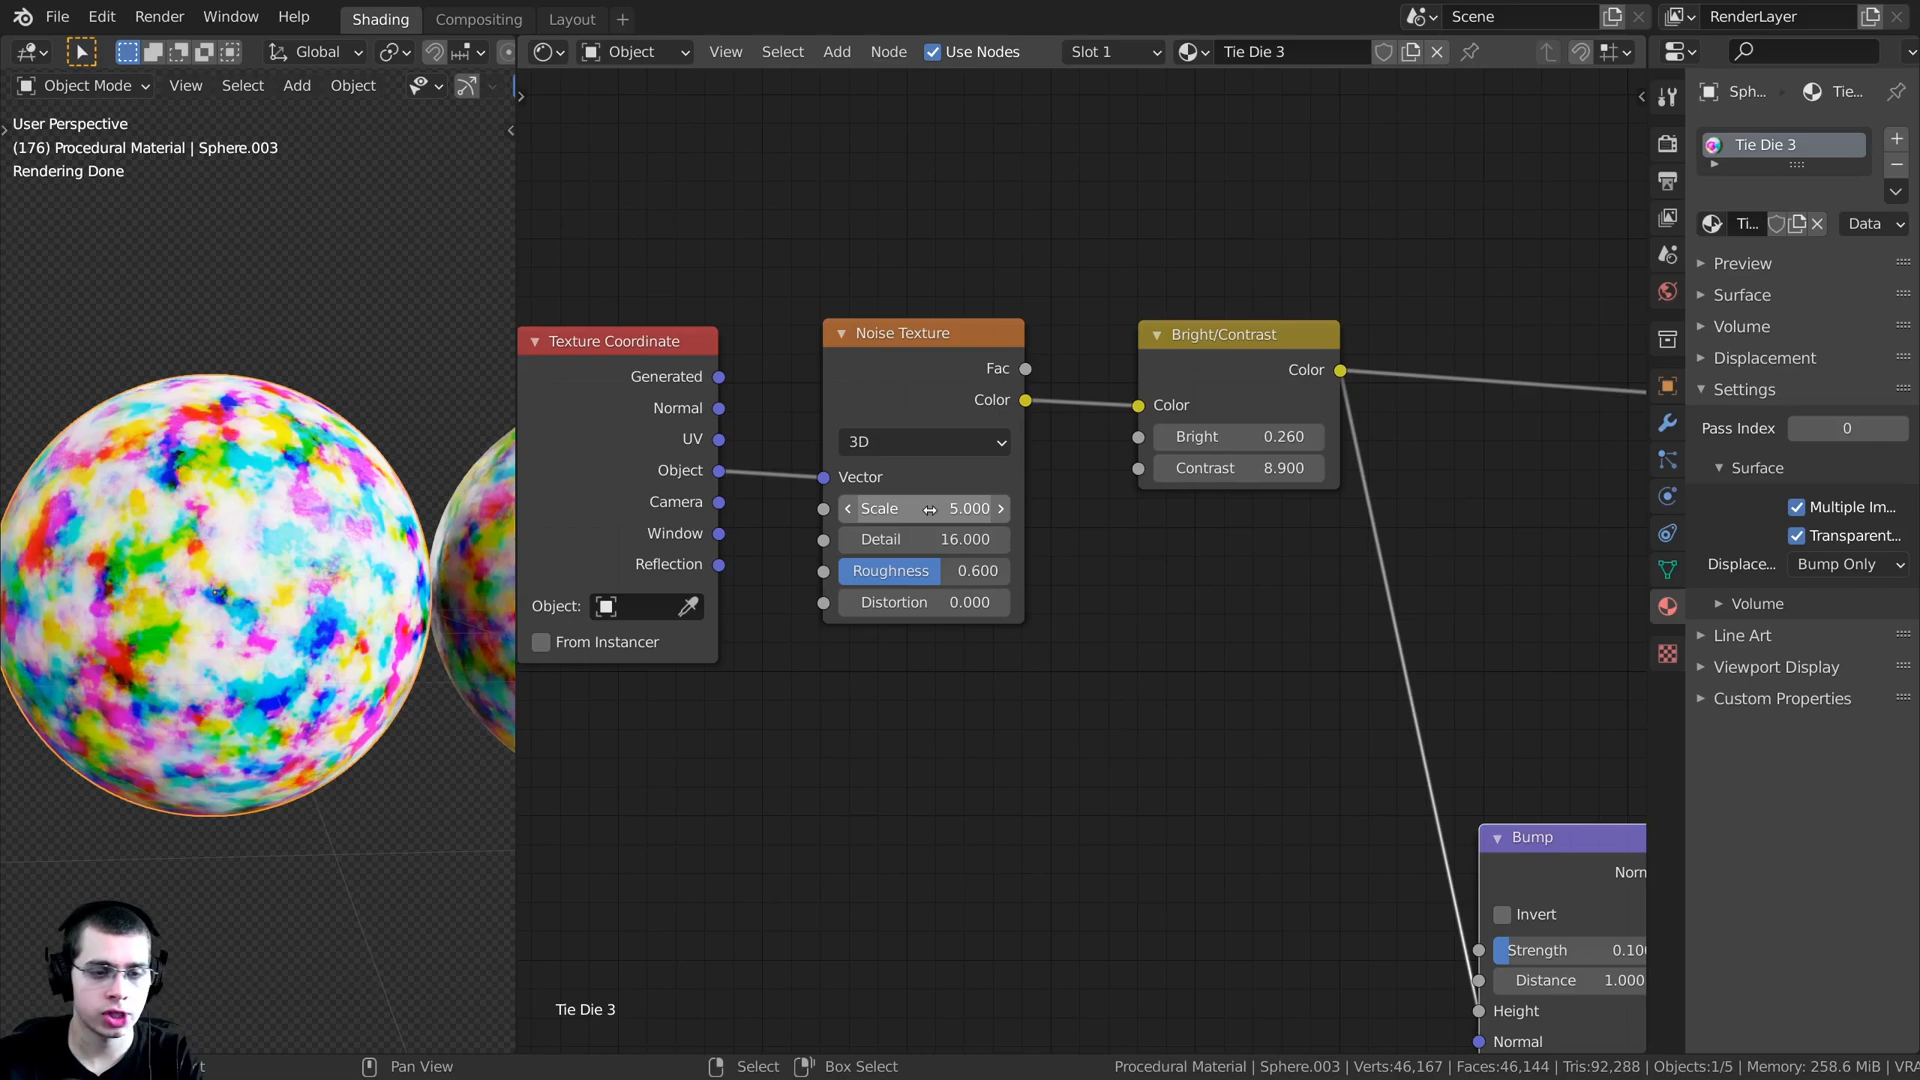 File Edit Render Window Help Shading Compositing Layout + Scene RenderLayer
Global Object View Select Add Node Use Nodes Slot 1 Tie Die 3
Object Mode View Select Add Object Sph... Tie...
User Perspective
(176) Procedural Material | Sphere.003
Rendering Done
Tie Die 3
Ti... Data
Preview
Surface
Volume
Displacement
Settings
Pass Index 0
Surface
Multiple Im...
Transparent...
Displace... Bump Only
Volume
Line Art
Viewport Display
Custom Properties
Texture Coordinate
Generated
Normal
UV
Object
Camera
Window
Reflection
Object:
From Instancer
Noise Texture
Fac
Color
3D
Vector
Scale 5.000
Detail 16.000
Roughness 0.600
Distortion 0.000
Bright/Contrast
Color
Color
Bright 0.260
Contrast 8.900
Bump
Norn
Invert
Strength 0.10
Distance 1.000
Height
Normal
Tie Die 3
t Pan View Select Box Select Procedural Material | Sphere.003 | Verts:46,167 | Faces:46,144 | Tris:92,288 | Objects:1/5 | Memory: 258.6 MiB | VRA